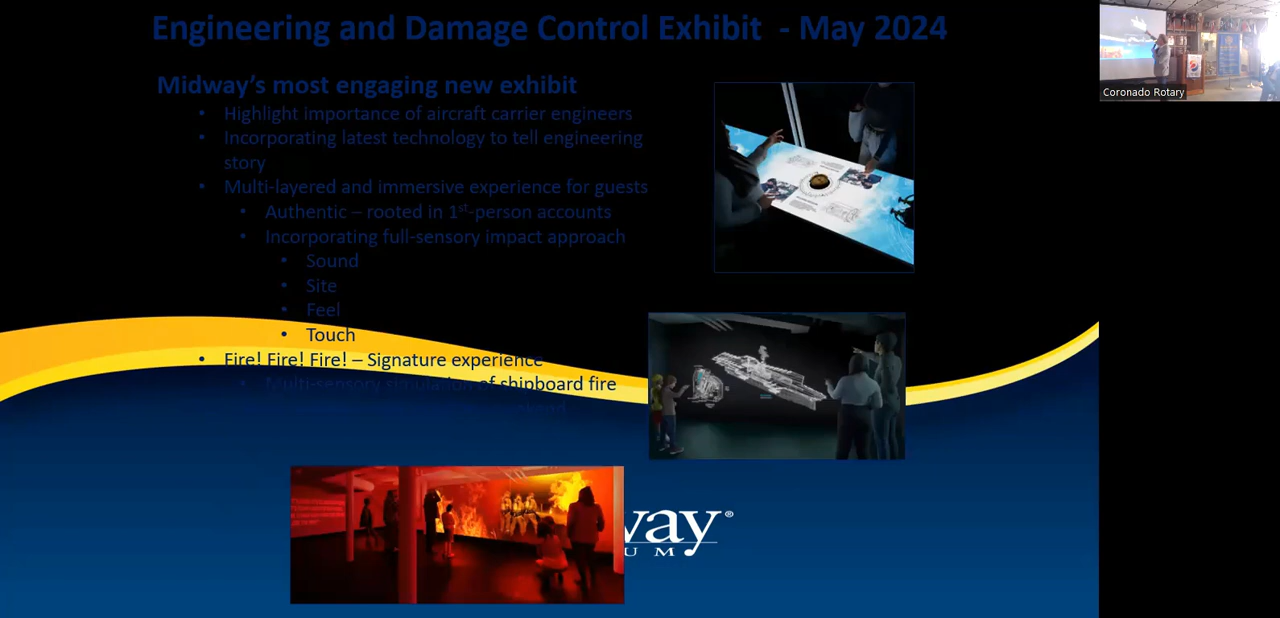 Engineering and Damage Control Exhibit - May 2024
Midway's most engaging new exhibit
• Highlight importance of aircraft carrier engineers
• Incorporating latest technology to tell engineering
story
• Multi-layered and immersive experience for guests
• Authentic – rooted in 1st-person accounts
• Incorporating full-sensory impact approach
• Sound
• Site
• Feel
• Touch
• Fire! Fire! Fire! – Signature experience
• Multi-sensory simulation of shipboard fire
way®
U M
Coronado Rotary